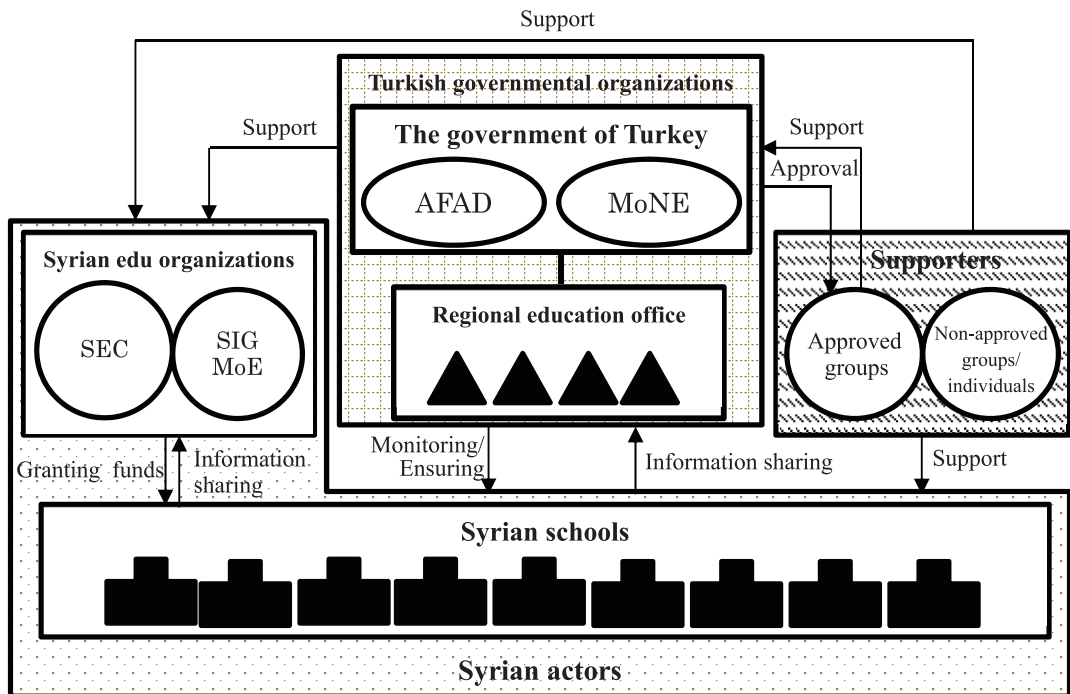 Support
Turkish governmental organizations
Support
The government of Turkey
Support
Approval
AFAD
MoNE
Syrian edu organizations
Supporters
SEC
SIG
MoE
Regional education office
Approved
groups
Non-approved
groups/
individuals
Granting funds
Information
sharing
Monitoring/
Ensuring
Information sharing
Support
Syrian schools
Syrian actors